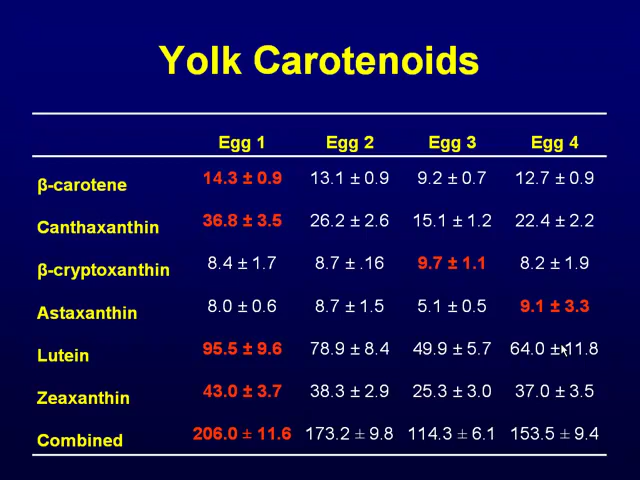 Yolk Carotenoids
Egg 1 Egg 2 Egg 3 Egg 4
β-carotene 14.3 ± 0.9 13.1 ± 0.9 9.2 ± 0.7 12.7 ± 0.9
Canthaxanthin 36.8 ± 3.5 26.2 ± 2.6 15.1 ± 1.2 22.4 ± 2.2
β-cryptoxanthin 8.4 ± 1.7 8.7 ± .16 9.7 ± 1.1 8.2 ± 1.9
Astaxanthin 8.0 ± 0.6 8.7 ± 1.5 5.1 ± 0.5 9.1 ± 3.3
Lutein 95.5 ± 9.6 78.9 ± 8.4 49.9 ± 5.7 64.0 ± 11.8
Zeaxanthin 43.0 ± 3.7 38.3 ± 2.9 25.3 ± 3.0 37.0 ± 3.5
Combined 206.0 ± 11.6 173.2 ± 9.8 114.3 ± 6.1 153.5 ± 9.4